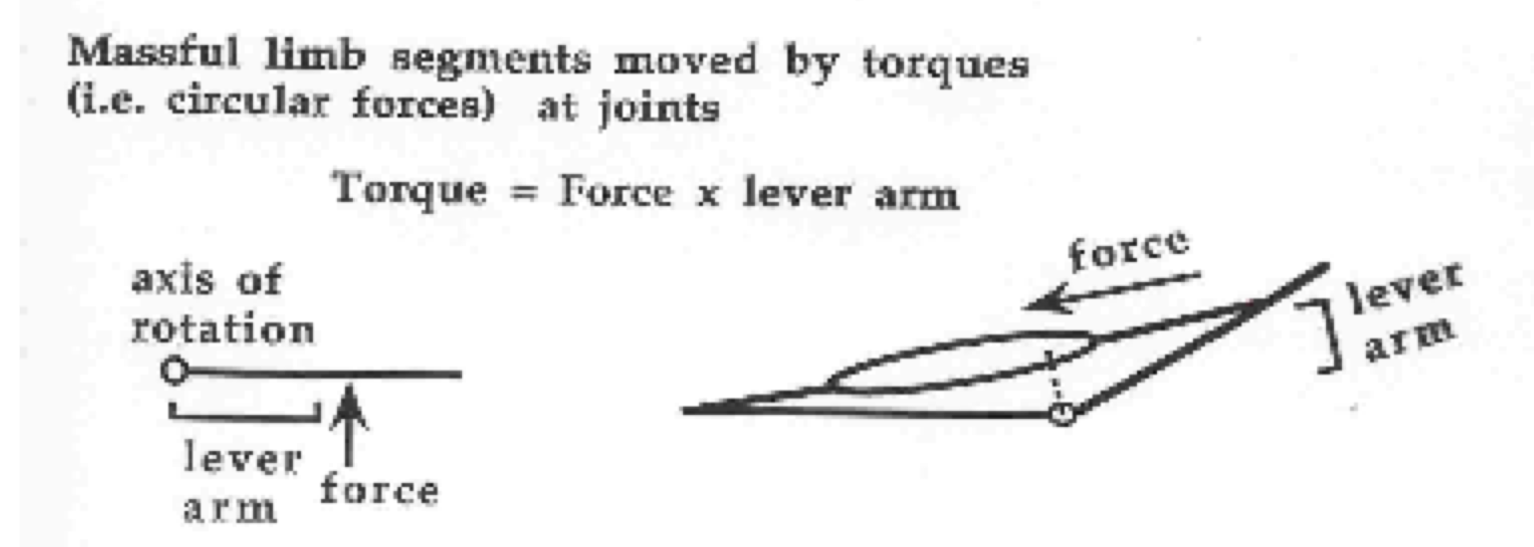 Massful limb segments moved by torques
(i.e. circular forces) at joints
Torque = Force x lever arm
axis of
rotation
lever
arm
force
force
lever
arm